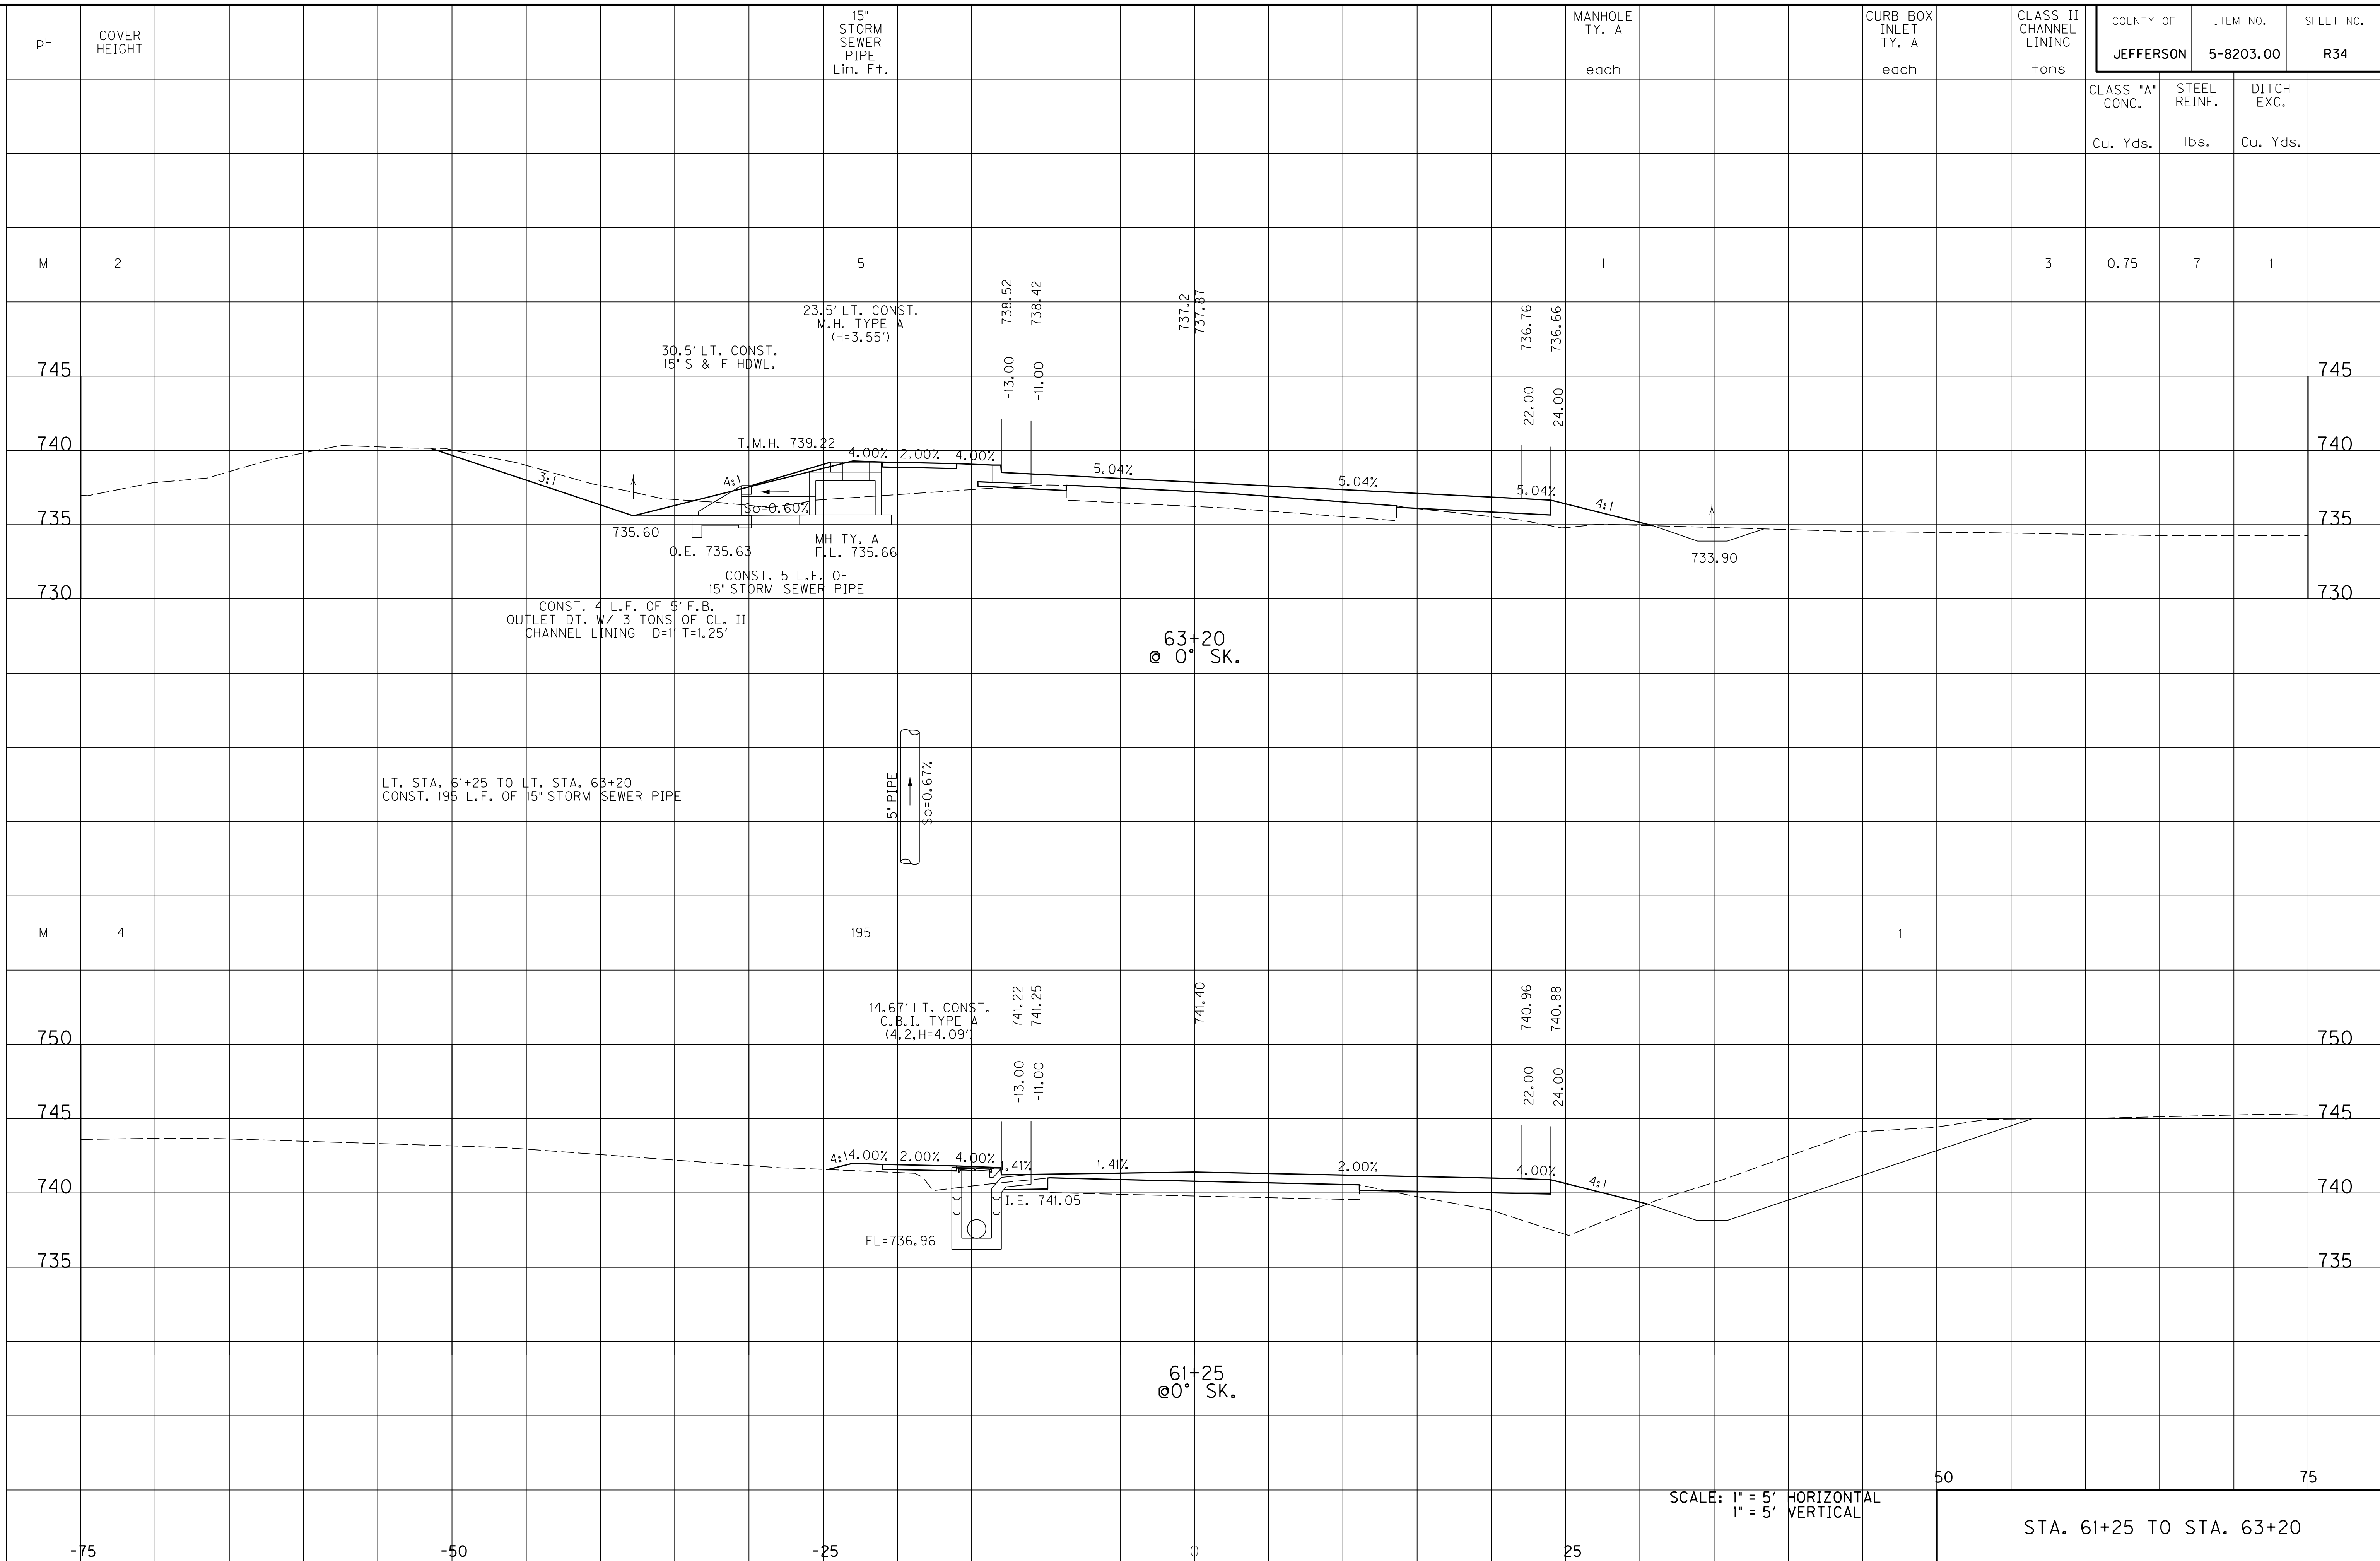 pH
COVER
HEIGHT
15"
STORM
SEWER
PIPE
Lin. Ft.
MANHOLE
TY. A
each
CURB BOX
INLET
TY. A
each
CLASS II
CHANNEL
LINING
tons
COUNTY OF
ITEM NO.
SHEET NO.
JEFFERSON
5-8203.00
R34
CLASS "A"
CONC.
Cu. Yds.
STEEL
REINF.
lbs.
DITCH
EXC.
Cu. Yds.
M
2
5
1
3
0.75
7
1
23.5' LT. CONST.
M.H. TYPE A
(H=3.55')
30.5' LT. CONST.
15" S & F HDWL.
738.52
738.42
737.2
737.87
736.76
736.66
-13.00
-11.00
22.00
24.00
745
745
740
740
735
735
730
730
T.M.H. 739.22
4.00%
2.00%
4.00%
5.04%
5.04%
5.04%
3:1
4:1
4:1
So=0.60%
735.60
O.E. 735.63
MH TY. A
F.L. 735.66
733.90
CONST. 5 L.F. OF
15" STORM SEWER PIPE
CONST. 4 L.F. OF 5' F.B.
OUTLET DT. W/ 3 TONS OF CL. II
CHANNEL LINING D=1' T=1.25'
63+20
@ 0° SK.
LT. STA. 61+25 TO LT. STA. 63+20
CONST. 195 L.F. OF 15" STORM SEWER PIPE
15" PIPE
So=0.67%
M
4
195
1
14.67' LT. CONST.
C.B.I. TYPE A
(4,2,H=4.09')
741.22
741.25
741.40
740.96
740.88
-13.00
-11.00
22.00
24.00
750
750
745
745
740
740
735
735
4:1
4.00%
2.00%
4.00%
1.41%
1.41%
2.00%
4.00%
4:1
I.E. 741.05
FL=736.96
61+25
@0° SK.
50
75
SCALE: 1" = 5' HORIZONTAL
1" = 5' VERTICAL
STA. 61+25 TO STA. 63+20
-75
-50
-25
0
25